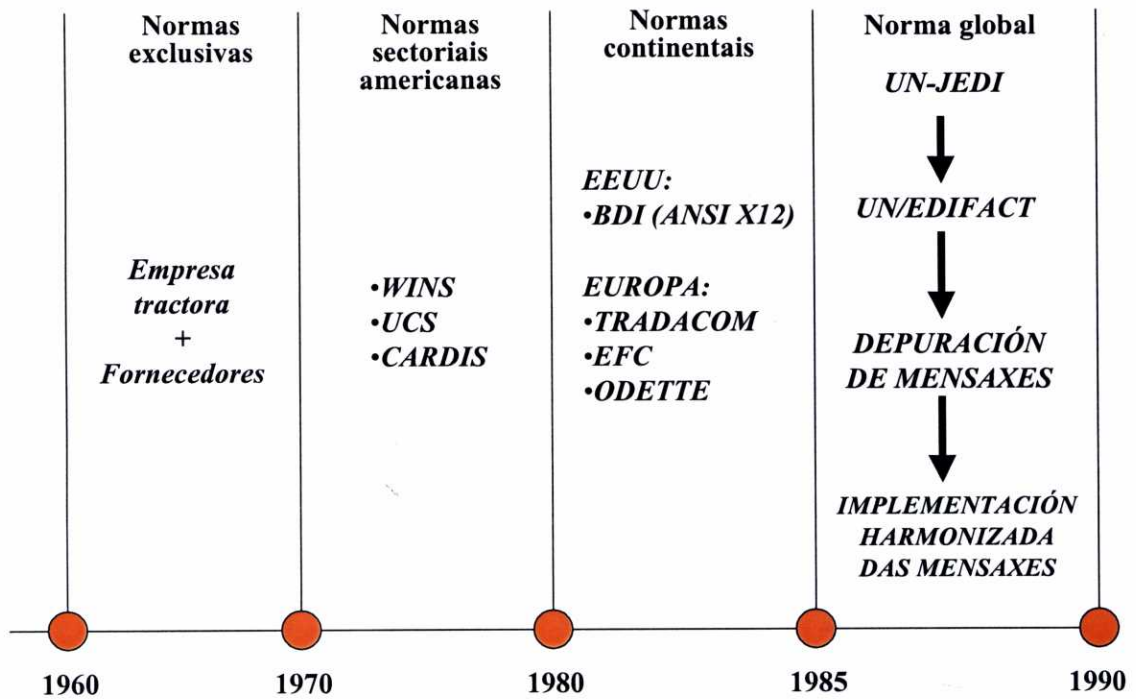 Normas
exclusivas
Empresa
tractora
+
Fornecedores
Normas
sectoriais
americanas
•WINS
•UCS
•CARDIS
Normas
continentais
EEUU:
•BDI (ANSI X12)
EUROPA:
•TRADACOM
•EFC
•ODETTE
Norma global
UN-JEDI
UN/EDIFACT
DEPURACIÓN
DE MENSAXES
IMPLEMENTACIÓN
HARMONIZADA
DAS MENSAXES
1960
1970
1980
1985
1990